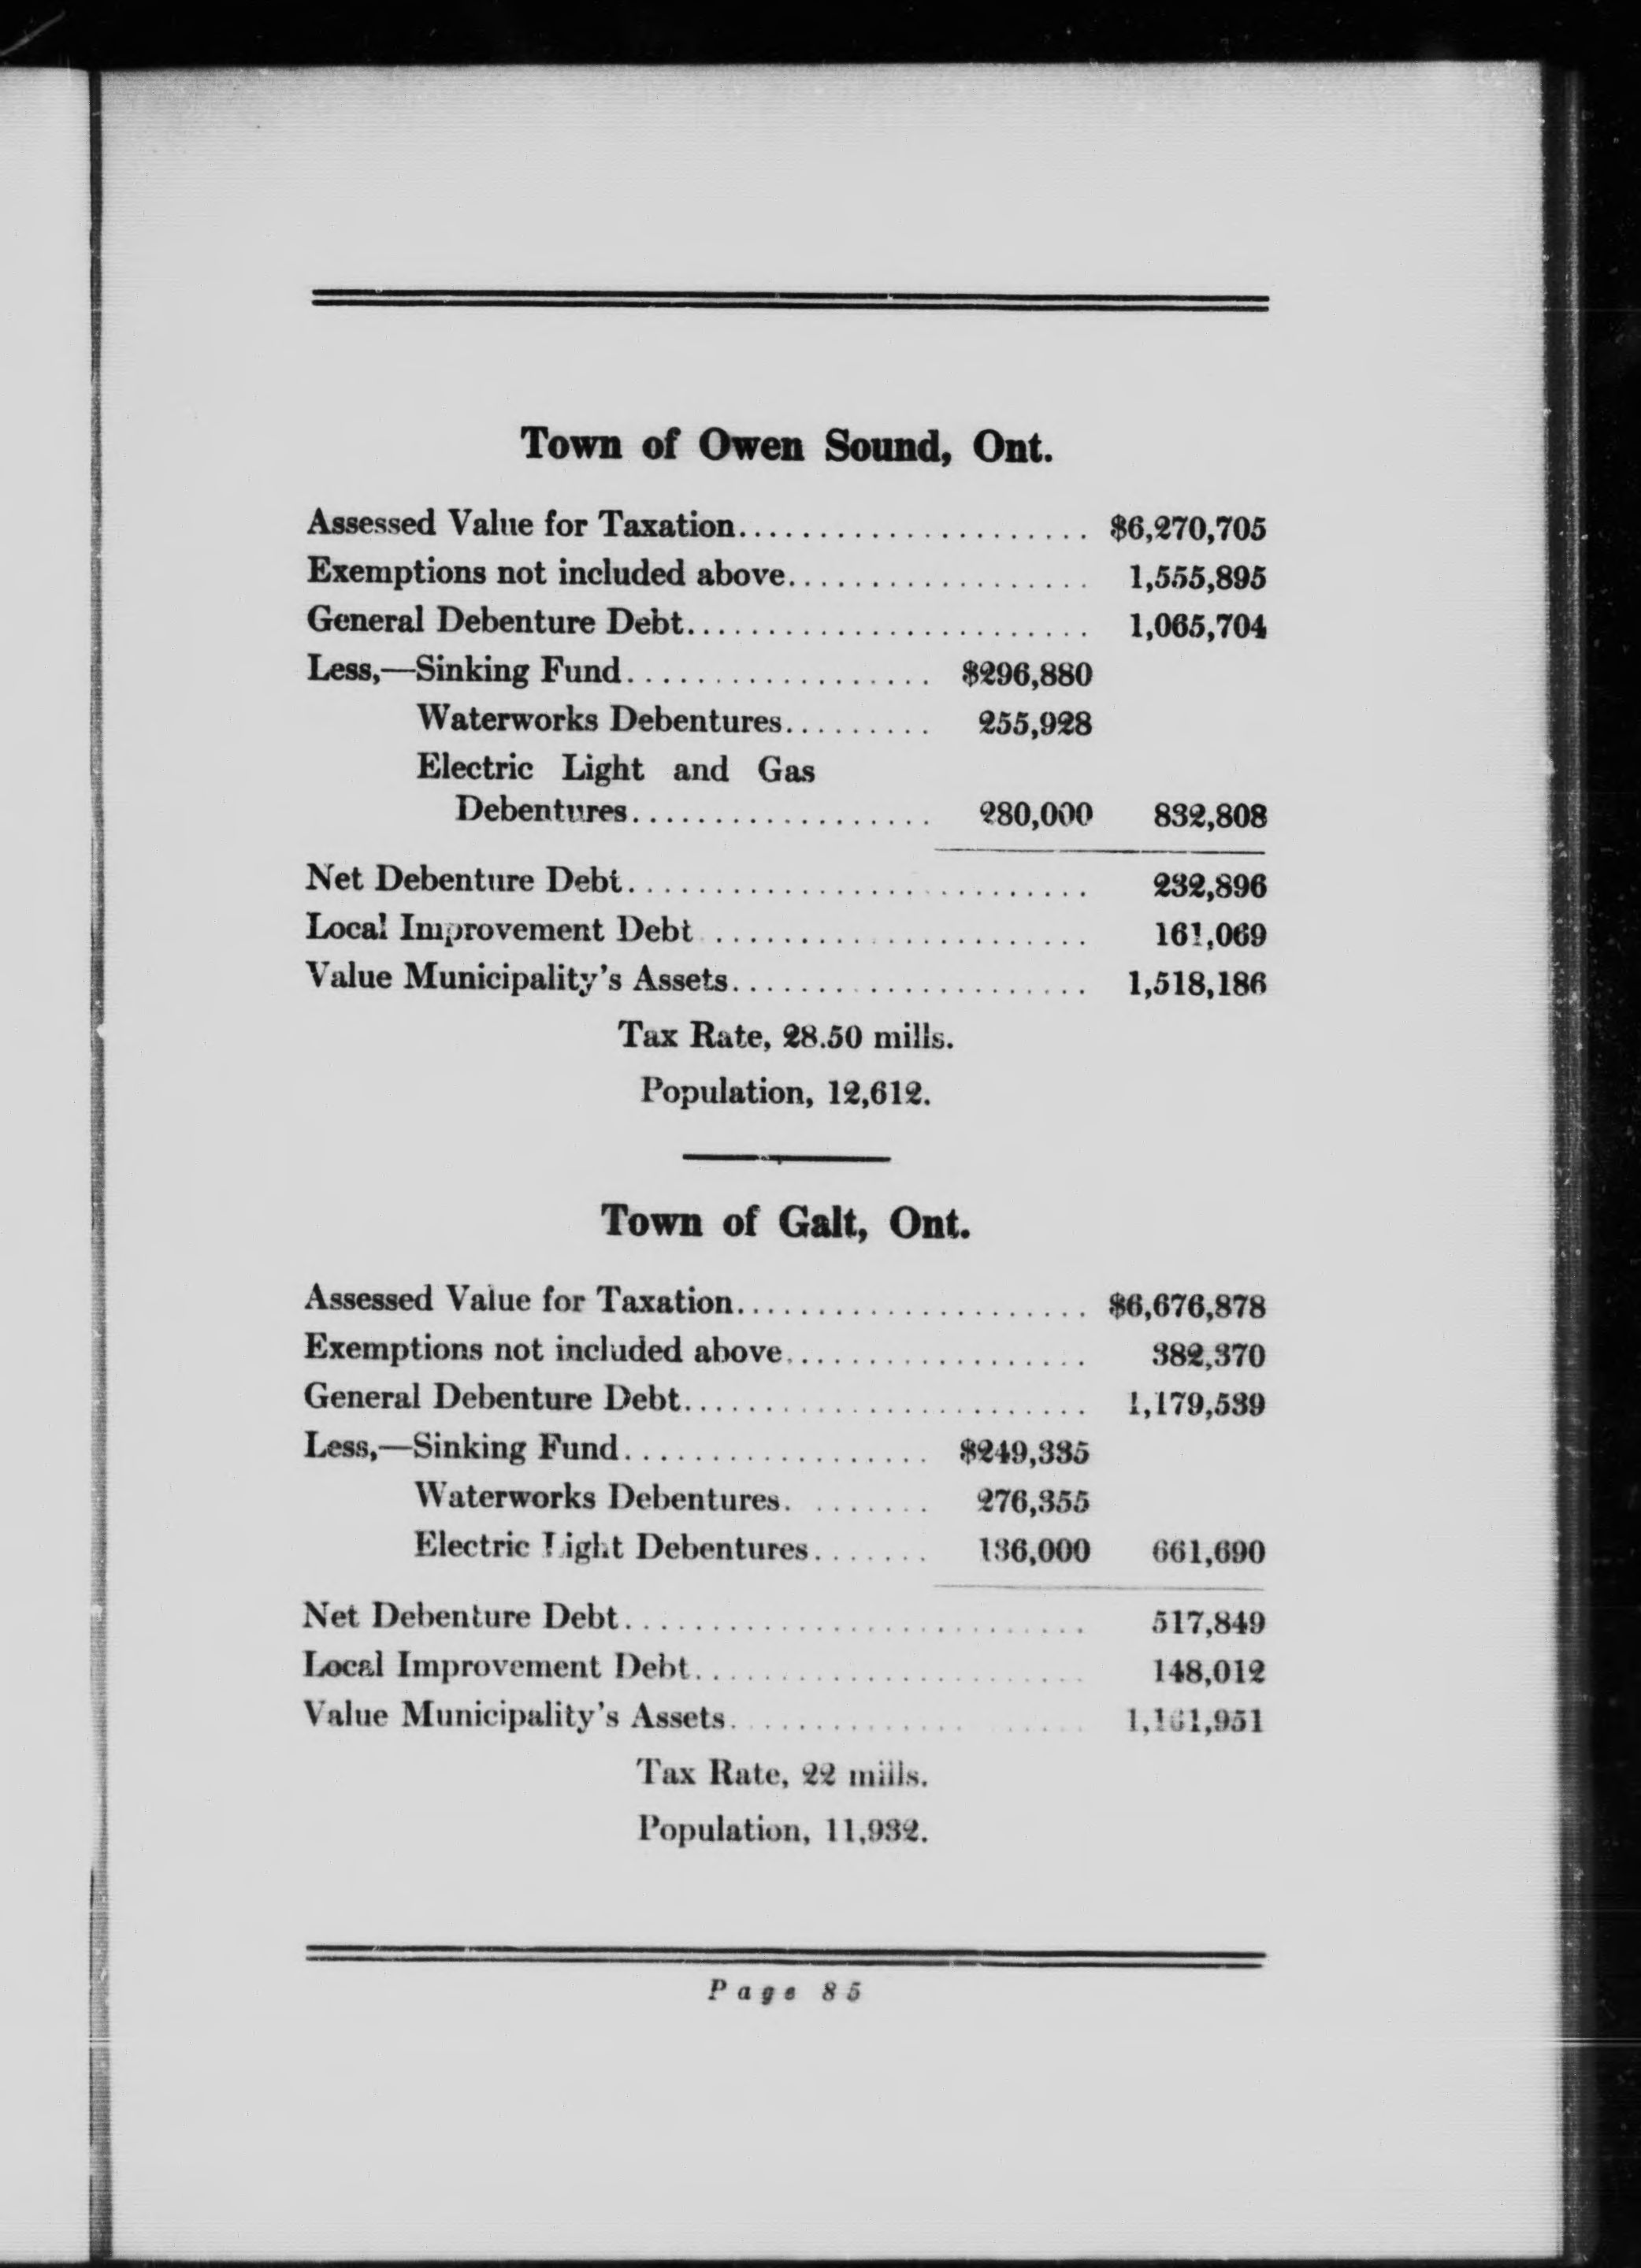 Town of Owen Sound, Ont.
Assessed Value for Taxation..................... $6,270,705
Exemptions not included above.................. 1,555,895
General Debenture Debt........................ 1,065,704
Less,—Sinking Fund.................. $296,880
Waterworks Debentures......... 255,928
Electric Light and Gas
Debentures.................. 280,000 832,808
Net Debenture Debt........................... 232,896
Local Improvement Debt ...................... 161,069
Value Municipality's Assets..................... 1,518,186
Tax Rate, 28.50 mills.
Population, 12,612.
Town of Galt, Ont.
Assessed Value for Taxation..................... $6,676,878
Exemptions not included above.................. 382,370
General Debenture Debt........................ 1,179,539
Less,—Sinking Fund.................. $249,335
Waterworks Debentures......... 276,355
Electric Light Debentures....... 136,000 661,690
Net Debenture Debt........................... 517,849
Local Improvement Debt....................... 148,012
Value Municipality's Assets.....................
Tax Rate, 22 mills.
Population, 11,932.
Page 85